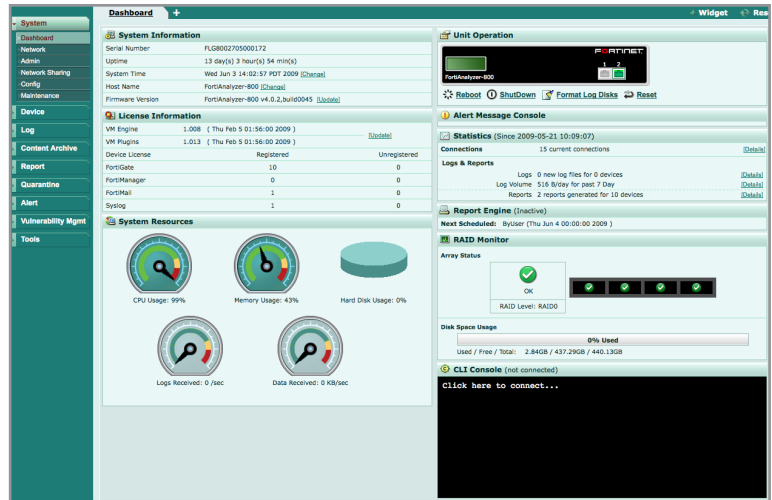 Dashboard +
Widget
Res
System
Dashboard
Network
Admin
Network Sharing
Config
Maintenance
Device
Log
Content Archive
Report
Quarantine
Alert
Vulnerability Mgmt
Tools
System Information
Serial Number FLG8002705000172
Uptime 13 day(s) 3 hour(s) 54 min(s)
System Time Wed Jun 3 14:02:57 PDT 2009 [Change]
Host Name FortiAnalyzer-800 [Change]
Firmware Version FortiAnalyzer-800 v4.0.2,build0045 [Update]
License Information
VM Engine 1.008 ( Thu Feb 5 01:56:00 2009 )
[Update]
VM Plugins 1.013 ( Thu Feb 5 01:56:00 2009 )
Device License Registered Unregistered
FortiGate 10 0
FortiManager 0 0
FortiMail 1 0
Syslog 1 0
System Resources
CPU Usage: 99% Memory Usage: 43% Hard Disk Usage: 0%
Logs Received: 0 /sec Data Received: 0 KB/sec
Unit Operation
FORTINET
1 2
FortiAnalyzer-800
Reboot ShutDown Format Log Disks Reset
Alert Message Console
Statistics (Since 2009-05-21 10:09:07)
Connections 15 current connections [Details]
Logs & Reports
Logs 0 new log files for 0 devices [Details]
Log Volume 516 B/day for past 7 Day [Details]
Reports 2 reports generated for 10 devices [Details]
Report Engine (Inactive)
Next Scheduled: ByUser (Thu Jun 4 00:00:00 2009 )
RAID Monitor
Array Status
OK
RAID Level: RAID0
Disk Space Usage
0% Used
Used / Free / Total: 2.84GB / 437.29GB / 440.13GB
CLI Console (not connected)
Click here to connect...